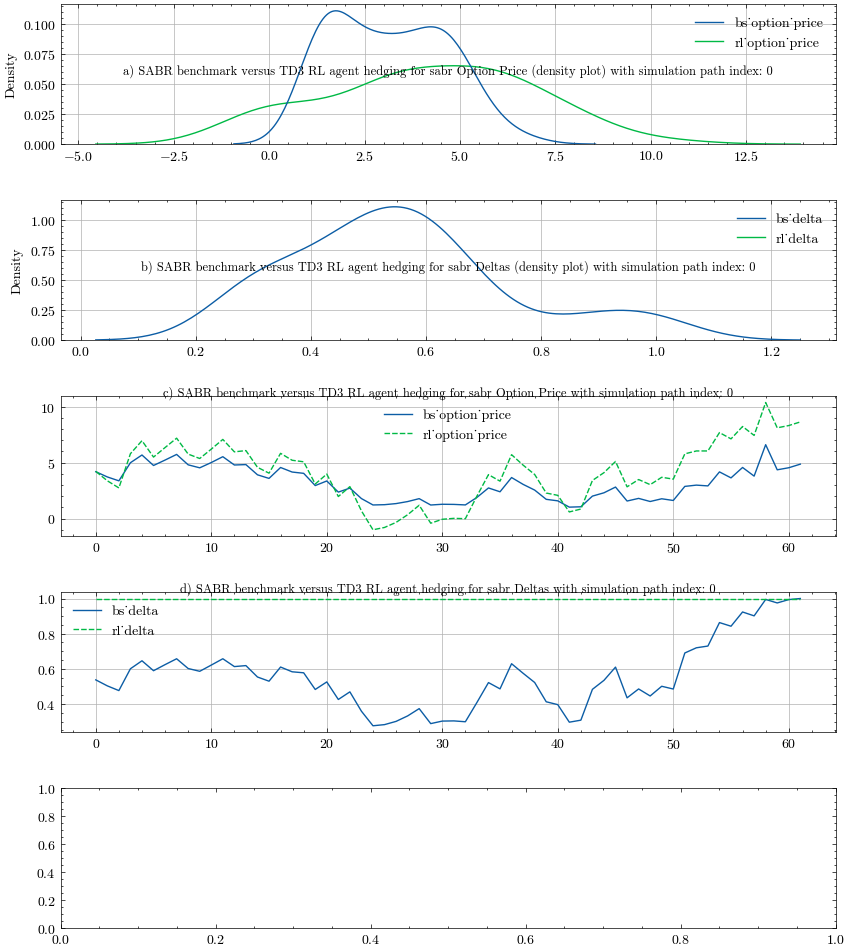 0.100
0.075
0.050
0.025
0.000
Density
bs˙option˙price
rl˙option˙price
a) SABR benchmark versus TD3 RL agent hedging for sabr Option Price (density plot) with simulation path index: 0
−5.0 −2.5 0.0 2.5 5.0 7.5 10.0 12.5
1.00
0.75
0.50
0.25
0.00
Density
bs˙delta
rl˙delta
b) SABR benchmark versus TD3 RL agent hedging for sabr Deltas (density plot) with simulation path index: 0
0.0 0.2 0.4 0.6 0.8 1.0 1.2
c) SABR benchmark versus TD3 RL agent hedging for sabr Option Price with simulation path index: 0
10
5
0
bs˙option˙price
rl˙option˙price
0 10 20 30 40 50 60
d) SABR benchmark versus TD3 RL agent hedging for sabr Deltas with simulation path index: 0
1.0
0.8
0.6
0.4
bs˙delta
rl˙delta
0 10 20 30 40 50 60
1.0
0.8
0.6
0.4
0.2
0.0
0.0 0.2 0.4 0.6 0.8 1.0